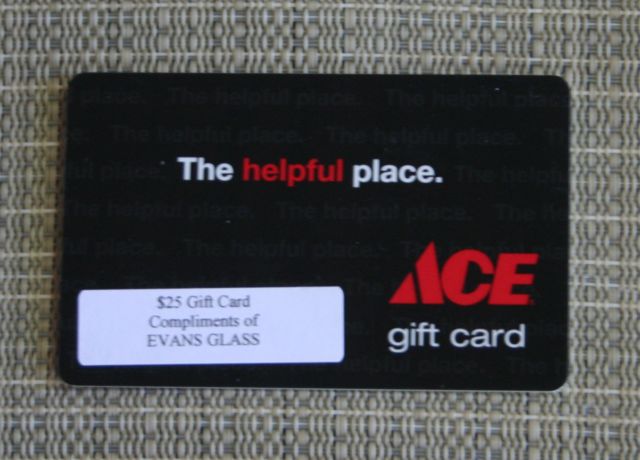 The helpful place.
ACE
gift card
$25 Gift Card
Compliments of
EVANS GLASS